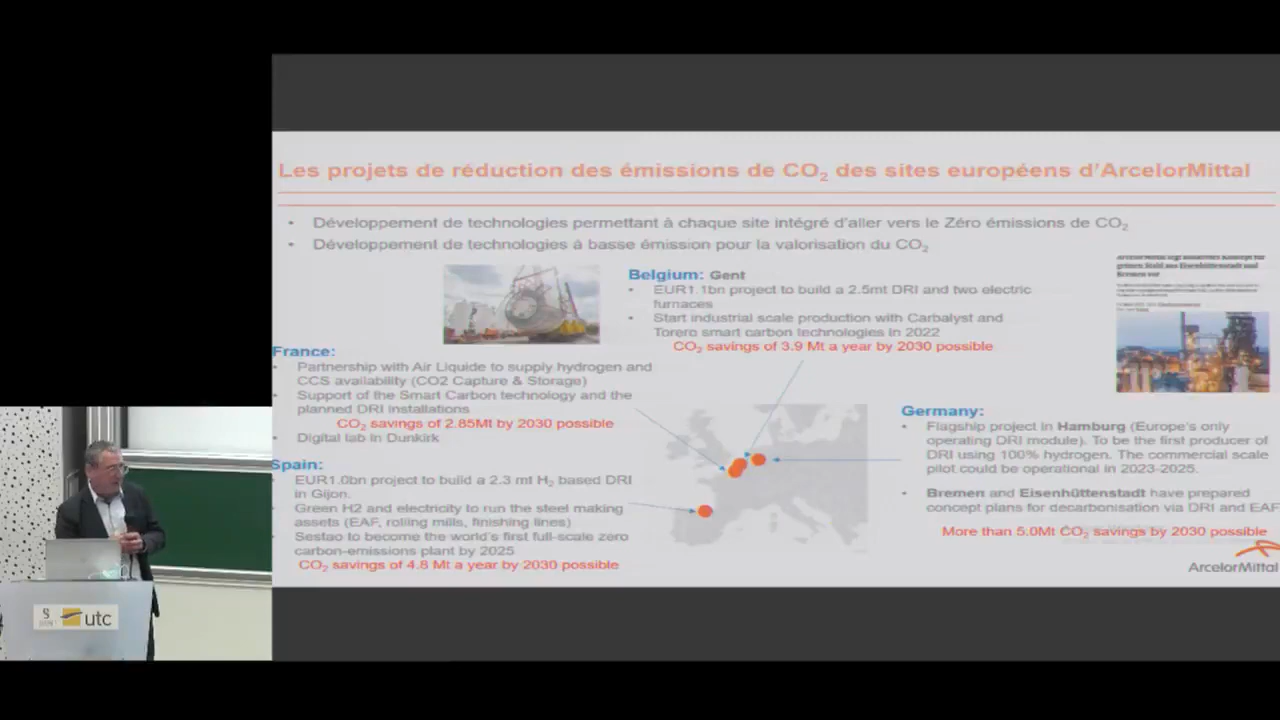 Les projets de réduction des émissions de CO2 des sites européens d'ArcelorMittal
• Développement de technologies permettant à chaque site intégré d'aller vers le Zéro émissions de CO2
• Développement de technologies à basse émission pour la valorisation du CO2
Belgium: Gent
• EUR1.1bn project to build a 2.5mt DRI and two electric
furnaces
• Start industrial scale production with Carbalyst and
Torero smart carbon technologies in 2022
CO2 savings of 3.9 Mt a year by 2030 possible
France:
• Partnership with Air Liquide to supply hydrogen and
CCS availability (CO2 Capture & Storage)
• Support of the Smart Carbon technology and the
planned DRI installations
CO2 savings of 2.85Mt by 2030 possible
• Digital lab in Dunkirk
Spain:
• EUR1.0bn project to build a 2.3 mt H2 based DRI
in Gijon.
• Green H2 and electricity to run the steel making
assets (EAF, rolling mills, finishing lines)
• Sestao to become the world's first full-scale zero
carbon-emissions plant by 2025
CO2 savings of 4.8 Mt a year by 2030 possible
grünen Stahl aus Eisenhüttenstadt und
Bremen vor
Germany:
• Flagship project in Hamburg (Europe's only
operating DRI module). To be the first producer of
DRI using 100% hydrogen. The commercial scale
pilot could be operational in 2023-2025.
• Bremen and Eisenhüttenstadt have prepared
concept plans for decarbonisation via DRI and EAF
More than 5.0Mt CO2 savings by 2030 possible
ArcelorMittal
utc